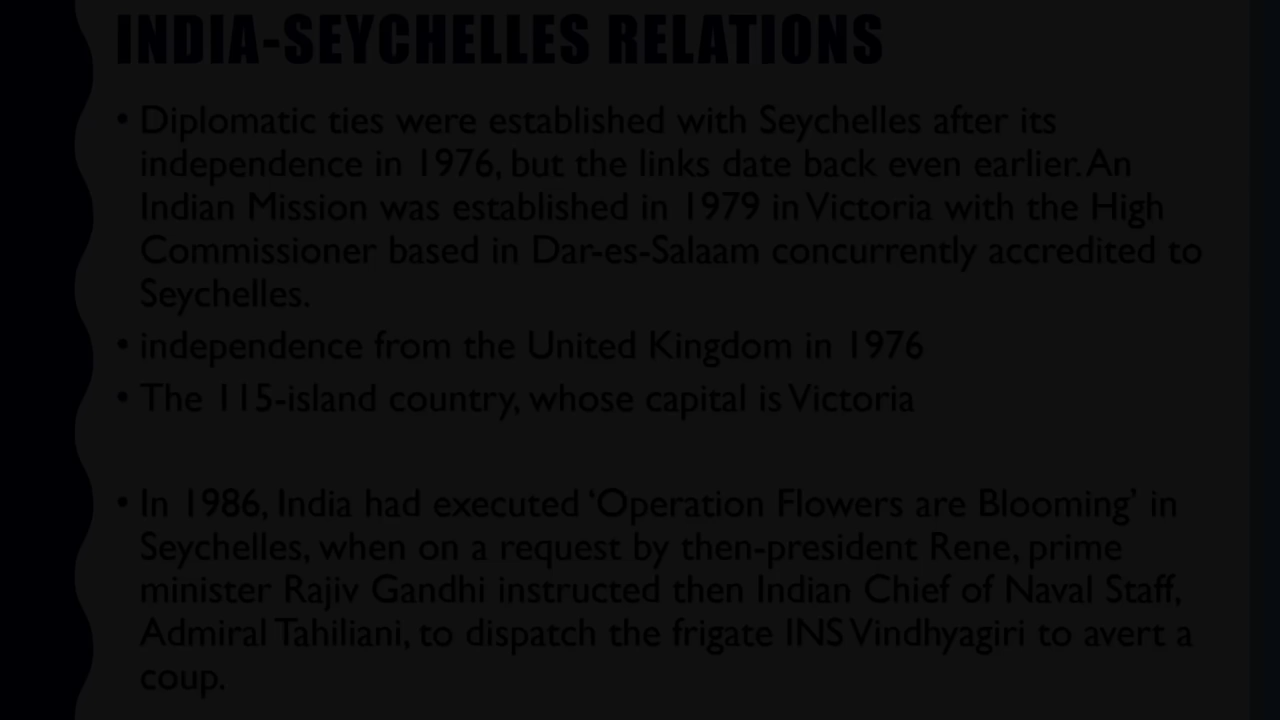 INDIA-SEYCHELLES RELATIONS
• Diplomatic ties were established with Seychelles after its
independence in 1976, but the links date back even earlier. An
Indian Mission was established in 1979 in Victoria with the High
Commissioner based in Dar-es-Salaam concurrently accredited to
Seychelles.
• independence from the United Kingdom in 1976
• The 115-island country, whose capital is Victoria
• In 1986, India had executed ‘Operation Flowers are Blooming’ in
Seychelles, when on a request by then-president Rene, prime
minister Rajiv Gandhi instructed then Indian Chief of Naval Staff,
Admiral Tahiliani, to dispatch the frigate INS Vindhyagiri to avert a
coup.